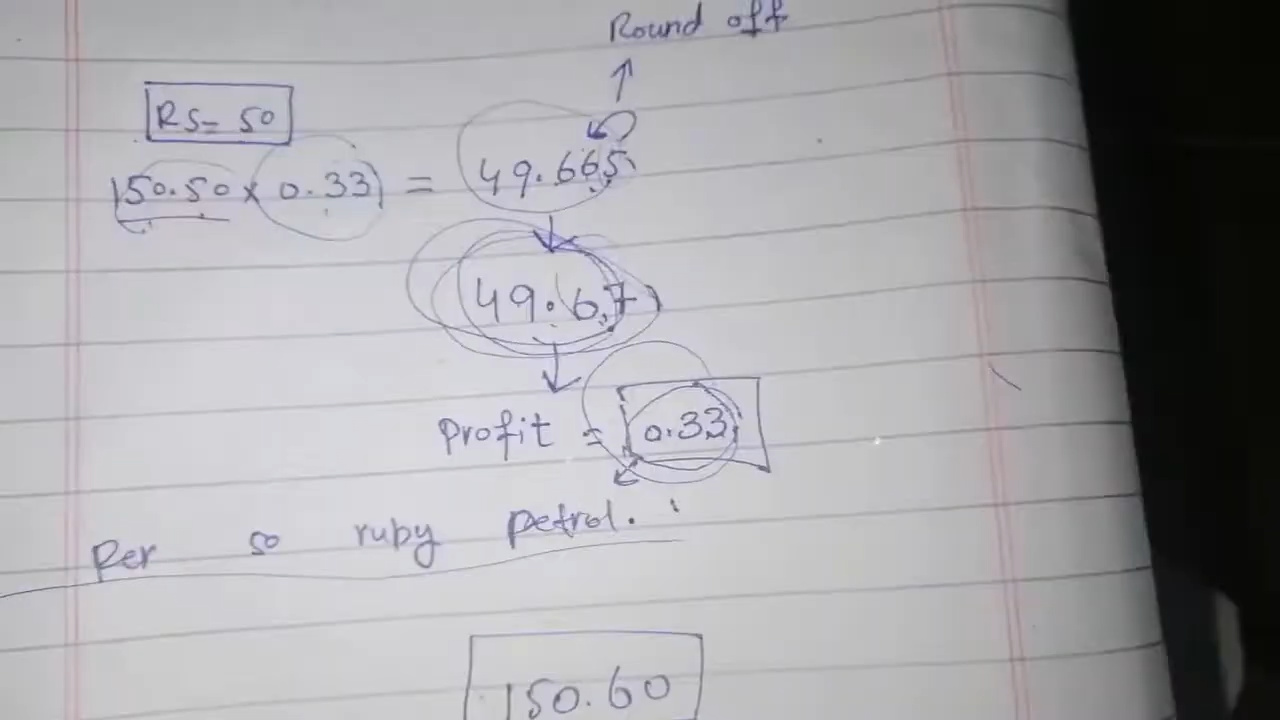 Round off
RS= 50
150.50 x 0.33 = 49.665
49.67
Profit = 0.33
Per 50 ruby petrol.
150.60